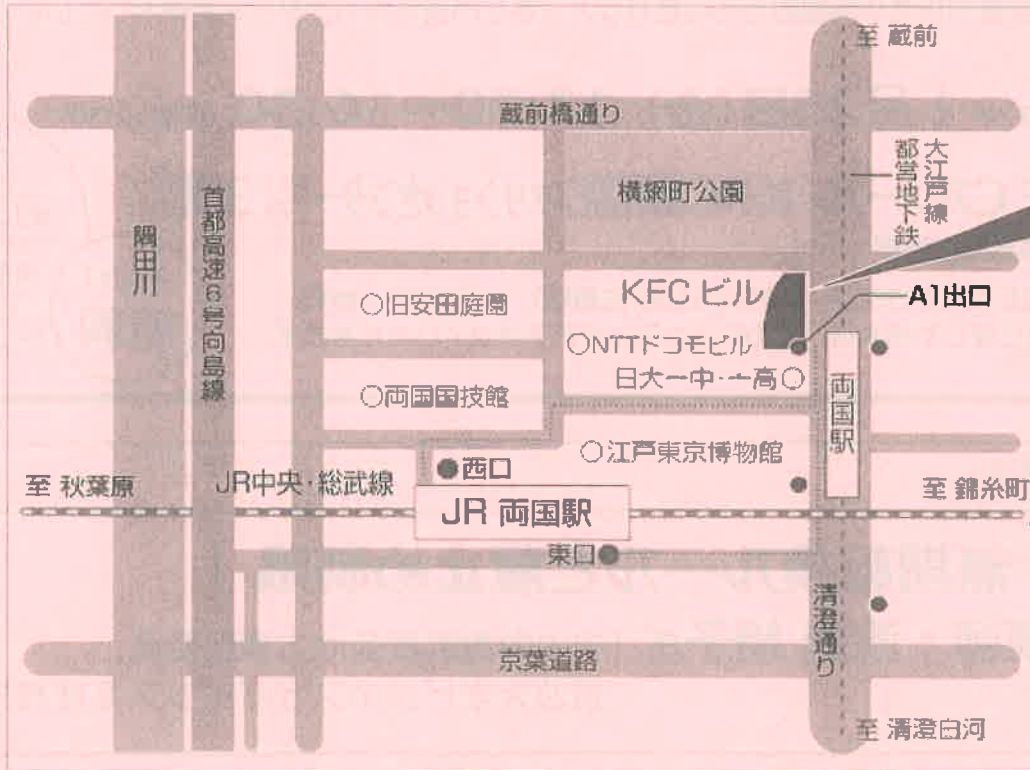 至 蔵前
蔵前橋通り
都営地下鉄
大江戸線
横網町公園
首都高速6号向島線
隅田川
KFC ビル
A1出口
○旧安田庭園
○NTTドコモビル
日大一中・一高○
両国駅
○両国国技館
○江戸東京博物館
●西口
至 秋葉原
JR中央・総武線
至 錦糸町
JR 両国駅
東口●
清澄通り
京葉道路
至 清澄白河